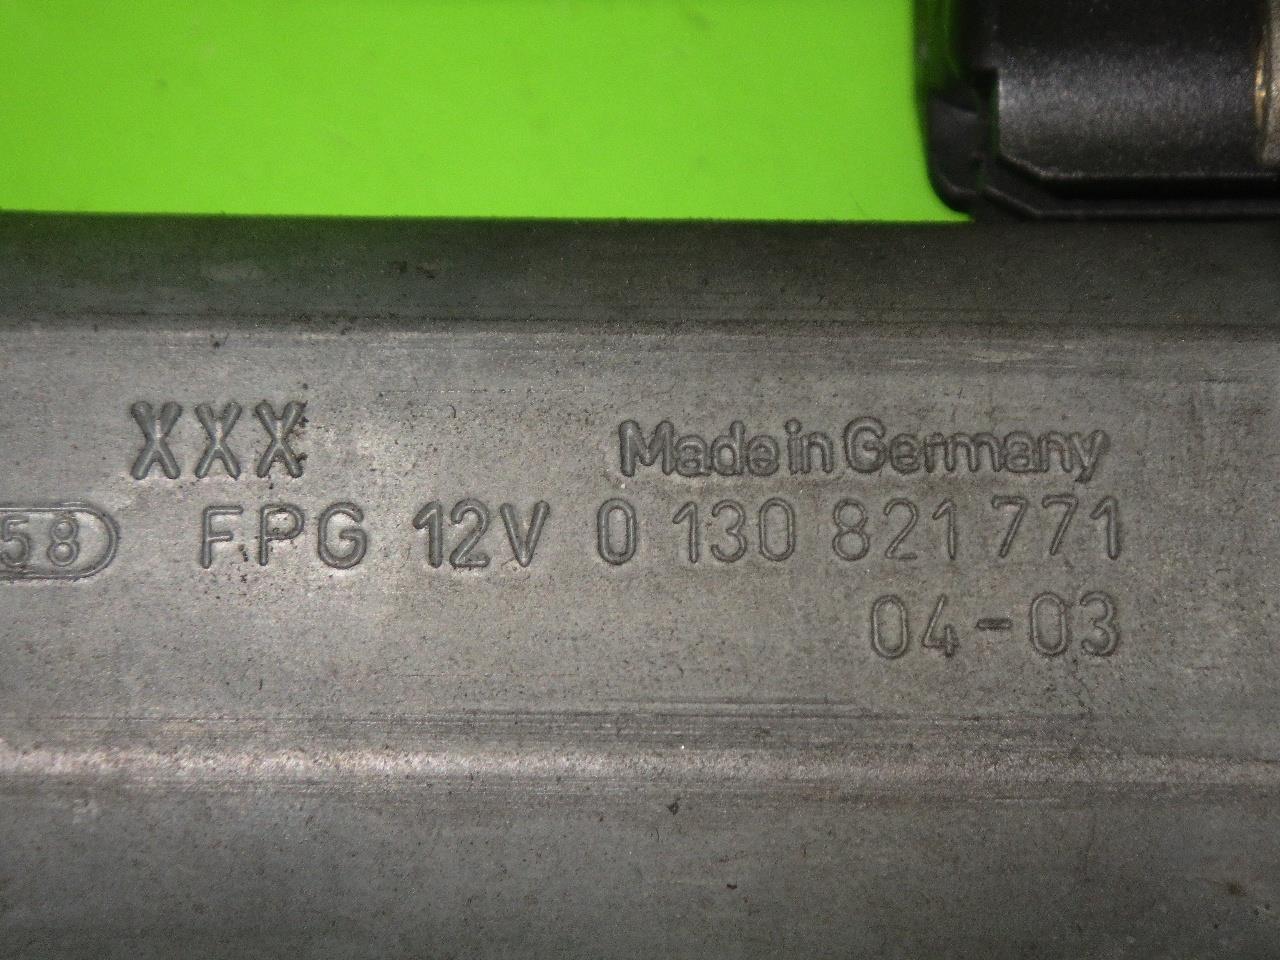 XXX
Made in Germany
58 FPG 12V 0 130 821 771
04-03